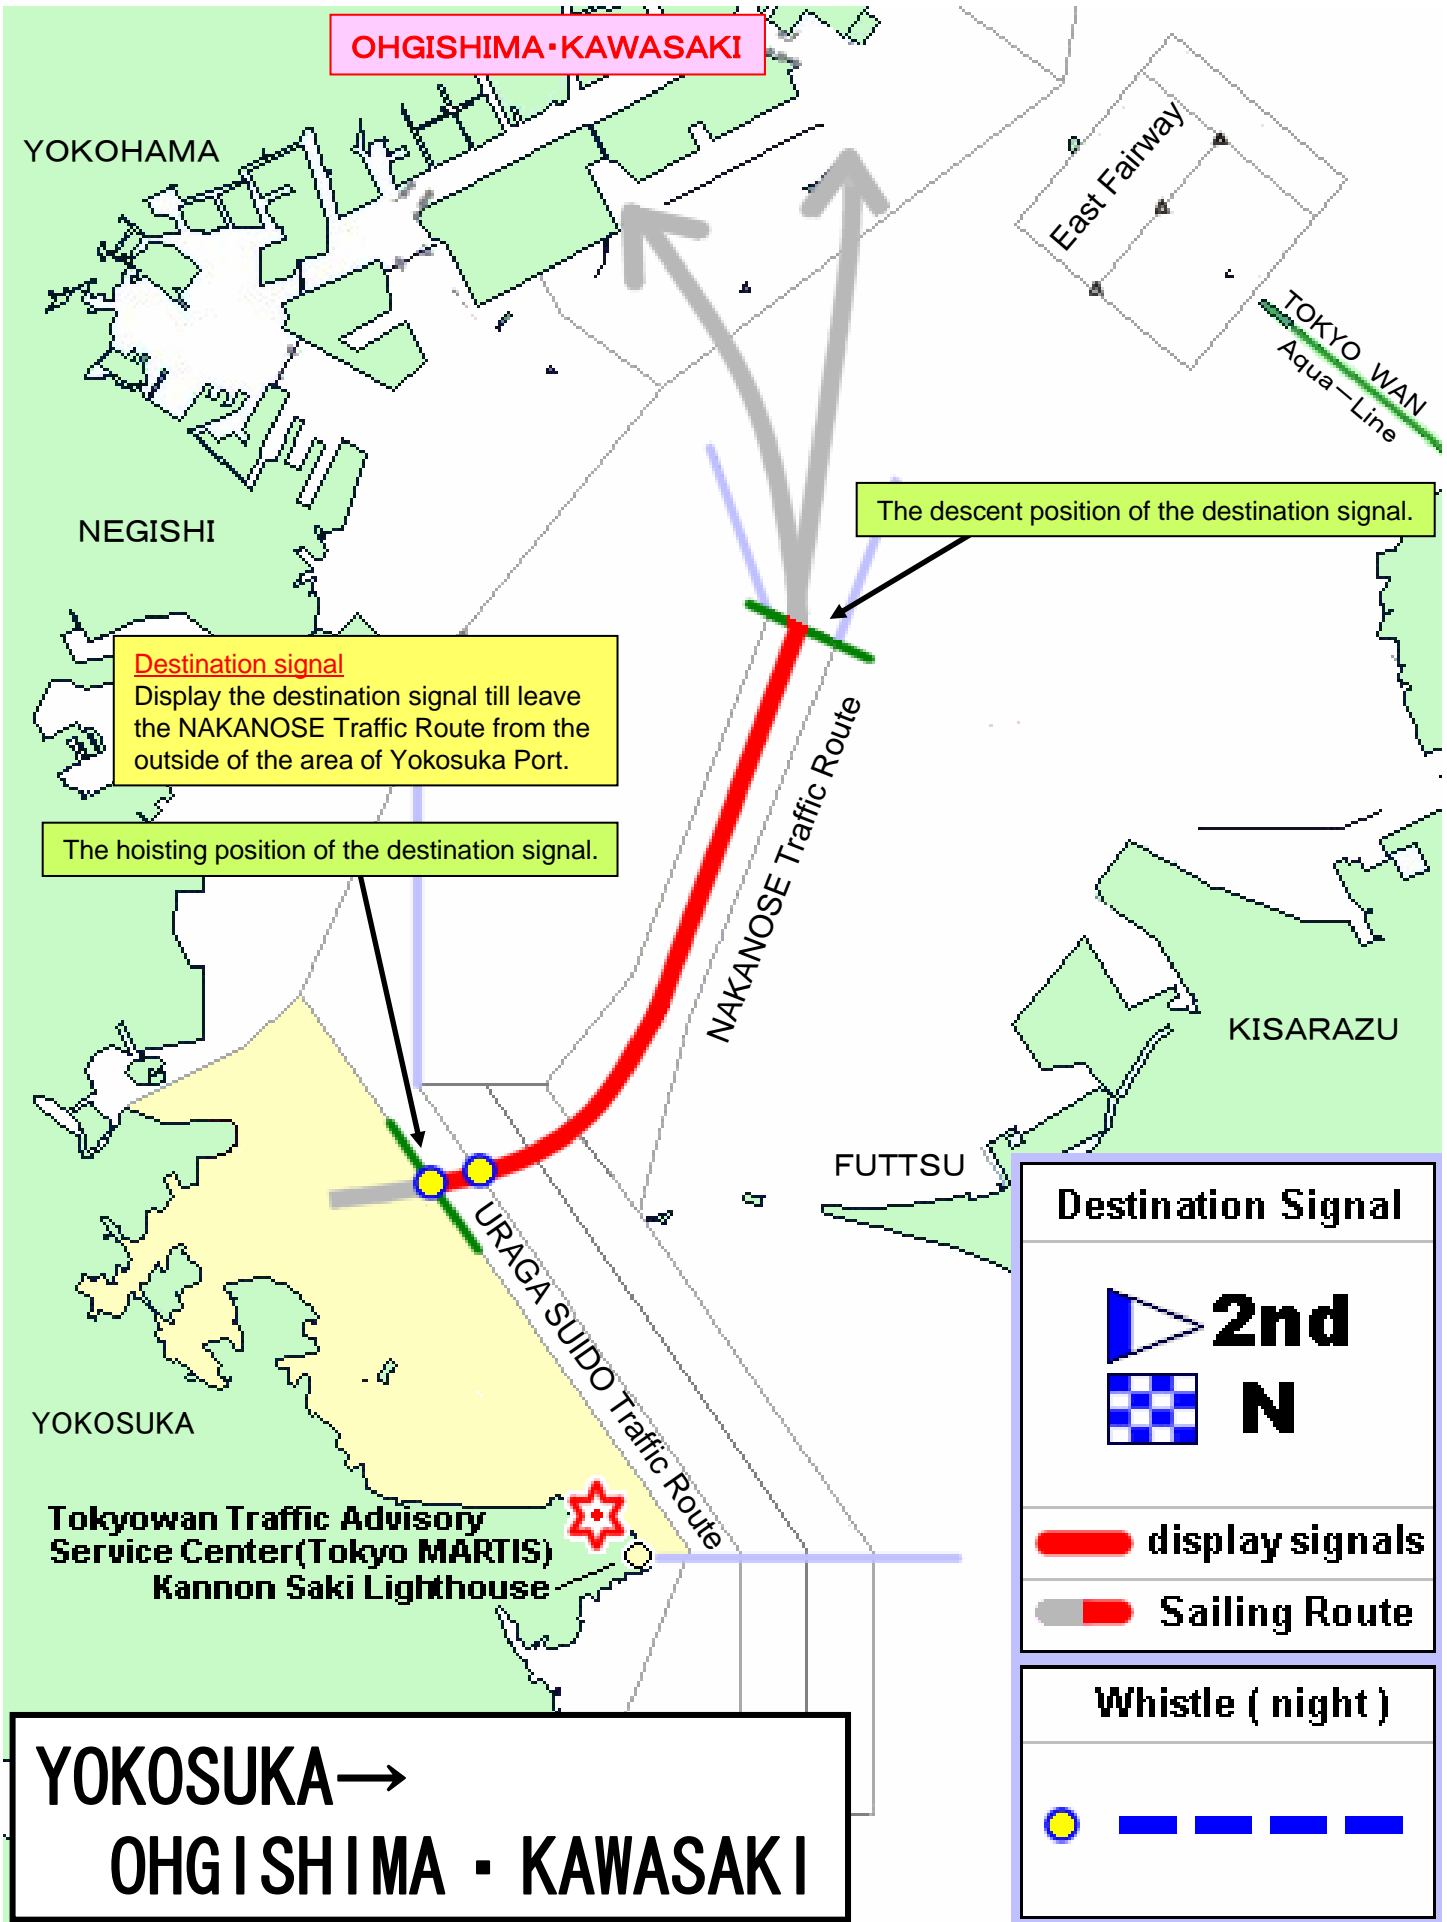 OHGISHIMA・KAWASAKI
YOKOHAMA
East Fairway
TOKYO WAN
Aqua－Line
The descent position of the destination signal.
NEGISHI
Destination signal
Display the destination signal till leave
the NAKANOSE Traffic Route from the
outside of the area of Yokosuka Port.
NAKANOSE Traffic Route
The hoisting position of the destination signal.
KISARAZU
FUTTSU
URAGA SUIDO Traffic Route
YOKOSUKA
Tokyowan Traffic Advisory
Service Center(Tokyo MARTIS)
Kannon Saki Lighthouse
Destination Signal
2nd
N
display signals
Sailing Route
Whistle ( night )
YOKOSUKA→
OHGISHIMA・KAWASAKI